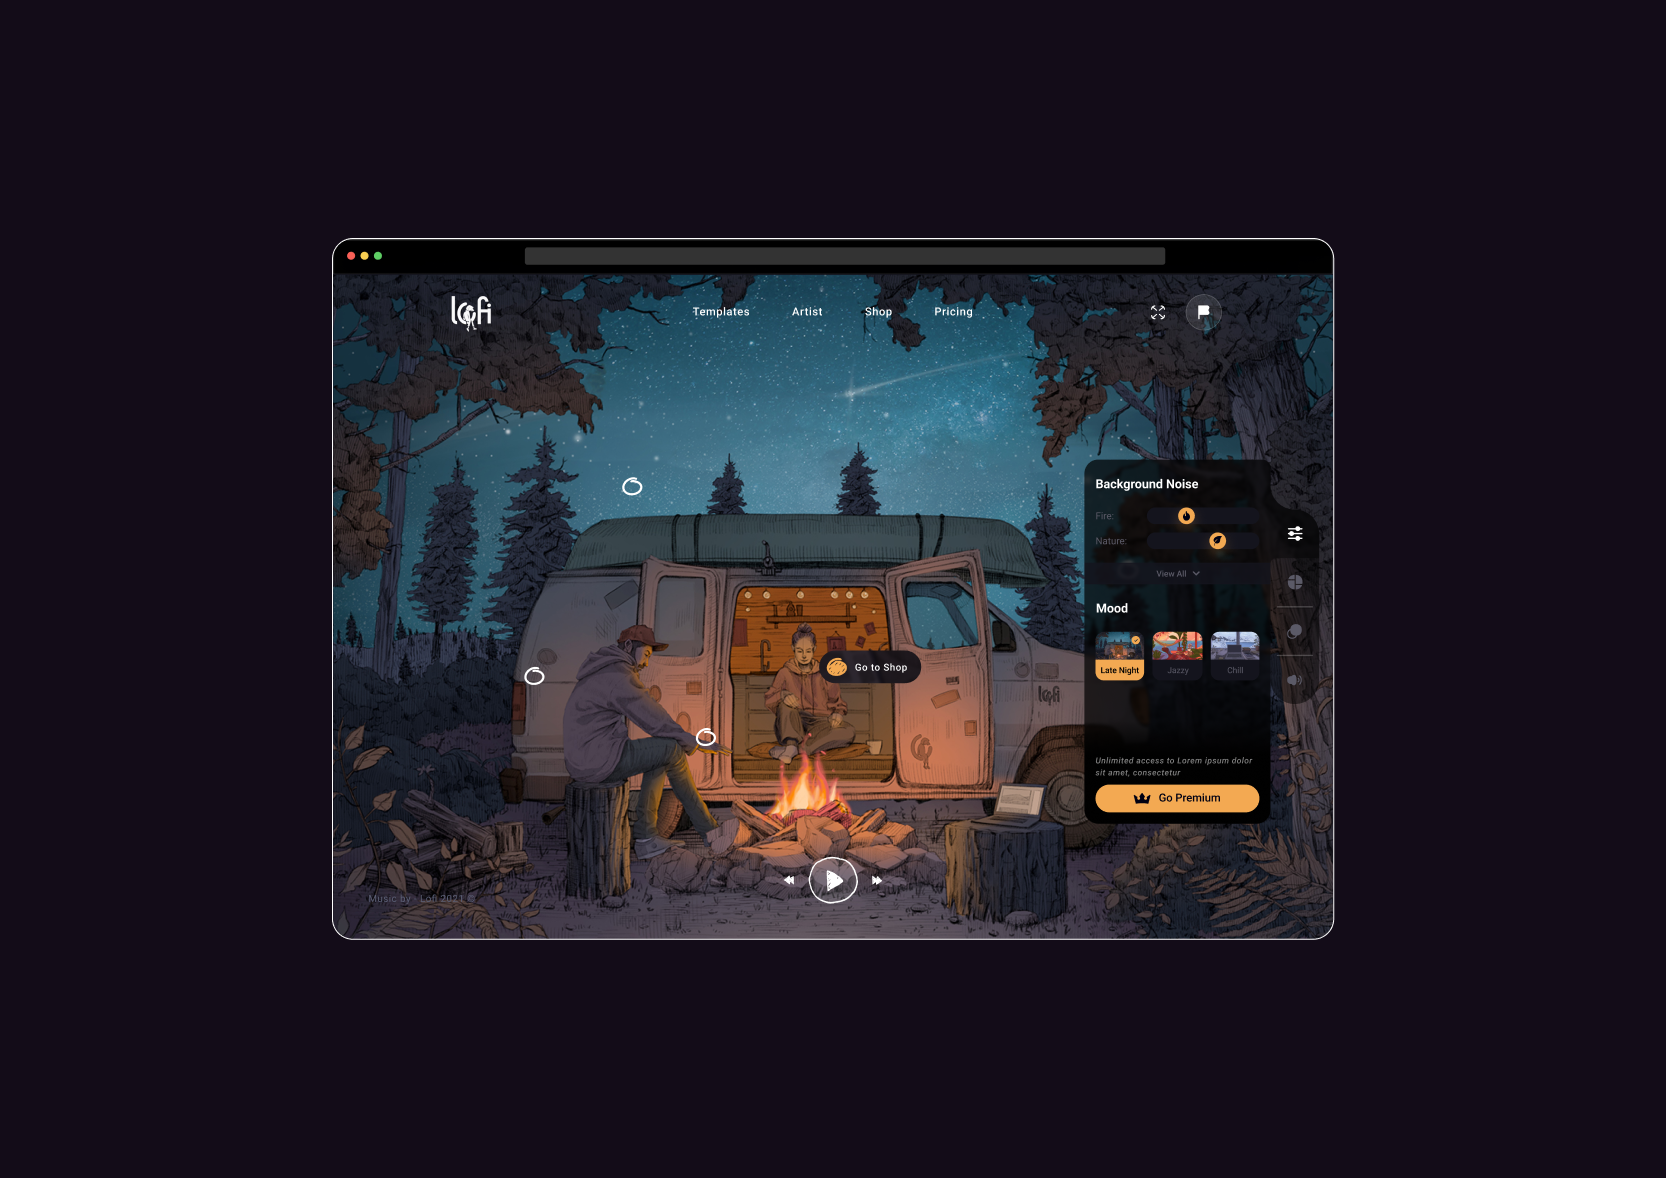 lofi
Templates
Artist
Shop
Pricing
Background Noise
Fire:
Nature:
View All
Mood
Late Night
Jazzy
Chill
Go to Shop
lofi
Unlimited access to Lorem ipsum dolor
sit amet, consectetur
Go Premium
Music by - Lofi 2021 ©